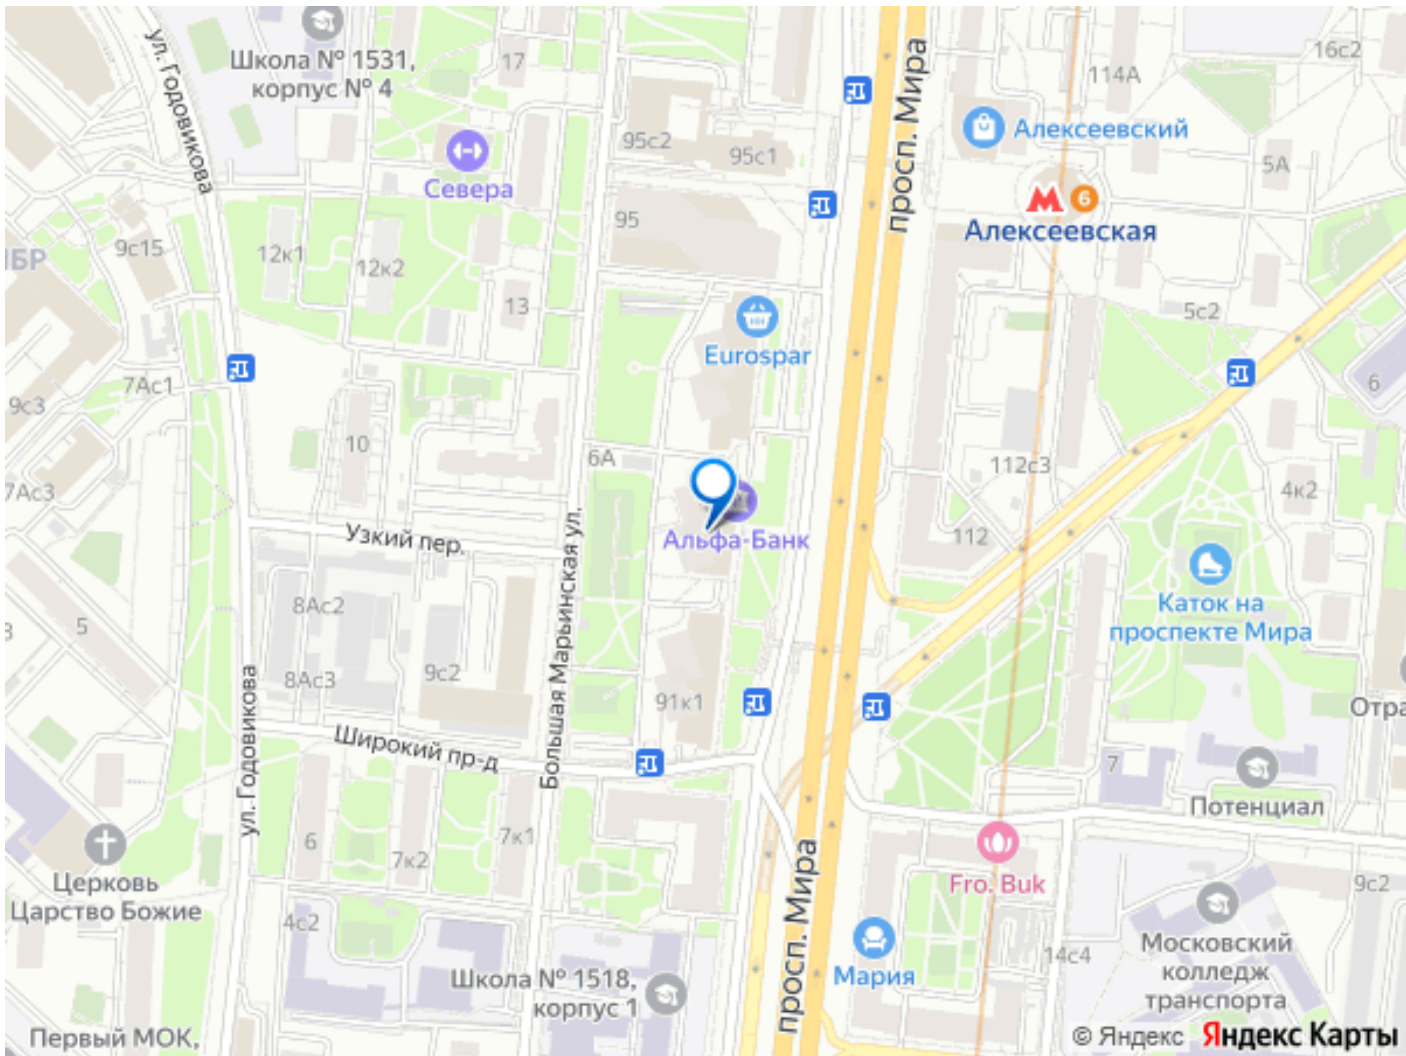 ул. Годовикова
Школа № 1531,
корпус № 4
17
просп. Мира
114А
16с2
Алексеевский
95с2
95с1
5А
Севера
6
Алексеевская
95
9с15
12к1
12к2
13
5с2
Eurospar
7Ас1
9с3
6
10
6А
112с3
4к2
7Ас3
Узкий пер.
Альфа-Банк
112
Большая Марьинская ул.
Каток на
проспекте Мира
8Ас2
5
8Ас3
9с2
91к1
ул. Годовикова
Широкий пр-д
7
Потенциал
6
7к2
7к1
просп. Мира
Церковь
Царство Божие
Fro. Buk
9с2
4с2
Мария
14с4
Московский
колледж
транспорта
Школа № 1518,
корпус 1
Первый МОК,
© Яндекс Яндекс Карты